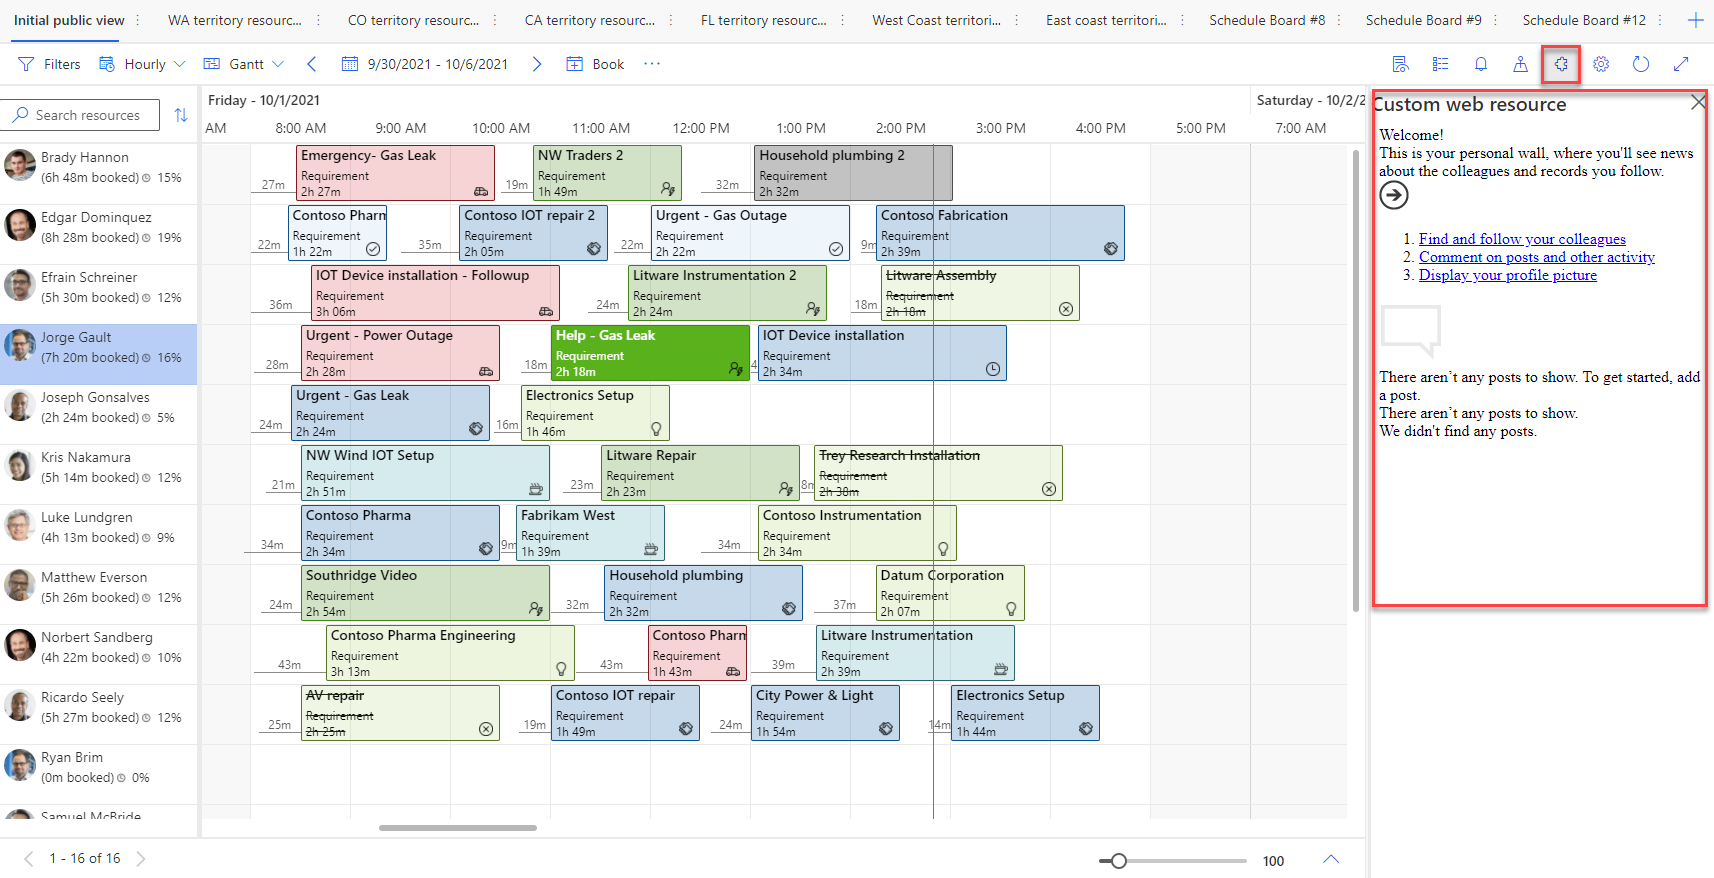 Initial public view
WA territory resourc...
CO territory resourc...
CA territory resourc...
FL territory resourc...
West Coast territori...
East coast territori...
Schedule Board #8
Schedule Board #9
Schedule Board #12
Filters
Hourly
Gantt
9/30/2021 - 10/6/2021
Book
Search resources
Friday - 10/1/2021
Saturday - 10/2/2
AM 8:00 AM 9:00 AM 10:00 AM 11:00 AM 12:00 PM 1:00 PM 2:00 PM 3:00 PM 4:00 PM 5:00 PM 7:00 AM
Brady Hannon
(6h 48m booked) 15%
27m
Emergency- Gas Leak
Requirement
2h 27m
19m
NW Traders 2
Requirement
1h 49m
32m
Household plumbing 2
Requirement
2h 32m
Edgar Dominquez
(8h 28m booked) 19%
22m
Contoso Pharm
Requirement
1h 22m
35m
Contoso IOT repair 2
Requirement
2h 05m
22m
Urgent - Gas Outage
Requirement
2h 22m
9m
Contoso Fabrication
Requirement
2h 39m
Efrain Schreiner
(5h 30m booked) 12%
36m
IOT Device installation - Followup
Requirement
3h 06m
24m
Litware Instrumentation 2
Requirement
2h 24m
18m
Litware Assembly
Requirement
2h 18m
Jorge Gault
(7h 20m booked) 16%
28m
Urgent - Power Outage
Requirement
2h 28m
18m
Help - Gas Leak
Requirement
2h 18m
4
IOT Device installation
Requirement
2h 34m
Joseph Gonsalves
(2h 24m booked) 5%
24m
Urgent - Gas Leak
Requirement
2h 24m
16m
Electronics Setup
Requirement
1h 46m
Kris Nakamura
(5h 14m booked) 12%
21m
NW Wind IOT Setup
Requirement
2h 51m
23m
Litware Repair
Requirement
2h 23m
8m
Trey Research Installation
Requirement
2h 38m
Luke Lundgren
(4h 13m booked) 9%
34m
Contoso Pharma
Requirement
2h 34m
9m
Fabrikam West
Requirement
1h 39m
34m
Contoso Instrumentation
Requirement
2h 34m
Matthew Everson
(5h 26m booked) 12%
24m
Southridge Video
Requirement
2h 54m
32m
Household plumbing
Requirement
2h 32m
37m
Datum Corporation
Requirement
2h 07m
Norbert Sandberg
(4h 22m booked) 10%
43m
Contoso Pharma Engineering
Requirement
3h 13m
43m
Contoso Pharm
Requirement
1h 43m
39m
Litware Instrumentation
Requirement
2h 39m
Ricardo Seely
(5h 27m booked) 12%
25m
AV repair
Requirement
2h 25m
19m
Contoso IOT repair
Requirement
1h 49m
24m
City Power & Light
Requirement
1h 54m
14m
Electronics Setup
Requirement
1h 44m
Ryan Brim
(0m booked) 0%
Samuel McBride
1 - 16 of 16
100
Custom web resource
Welcome!
This is your personal wall, where you'll see news
about the colleagues and records you follow.
1. Find and follow your colleagues
2. Comment on posts and other activity
3. Display your profile picture
There aren’t any posts to show. To get started, add
a post.
There aren’t any posts to show.
We didn't find any posts.